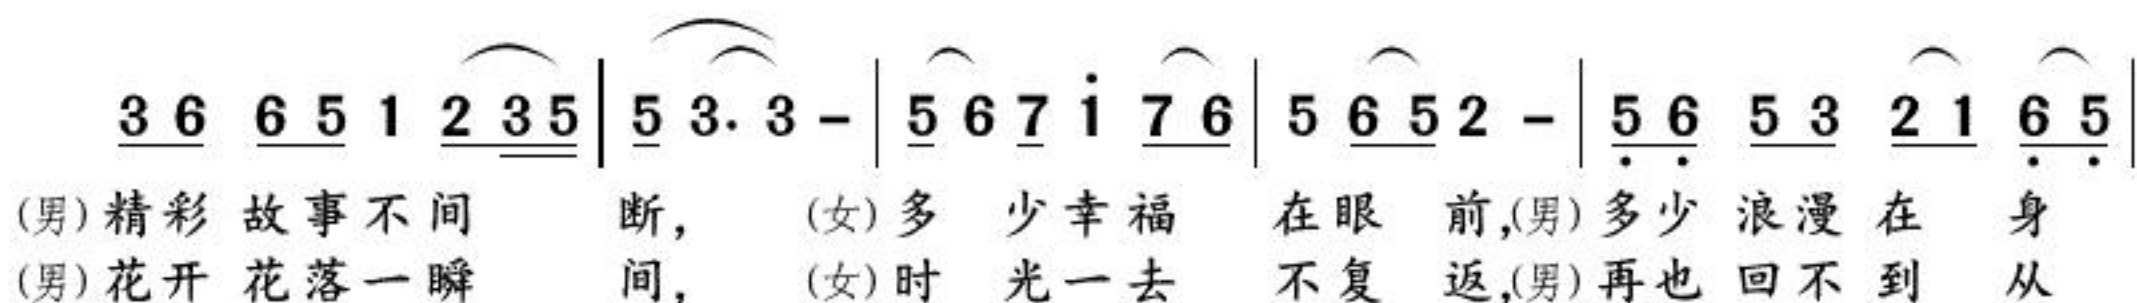 3 6 6 5 1 2 3 5 | 5 3. 3 – | 5 6 7 i 7 6 | 5 6 5 2 – | 5 6 5 3 2 1 6 5 |
(男)精彩 故事不间 断, (女)多 少幸福 在眼 前,(男)多少 浪漫 在 身
(男)花开 花落一瞬 间, (女)时 光一去 不复 返,(男)再也 回不 到 从